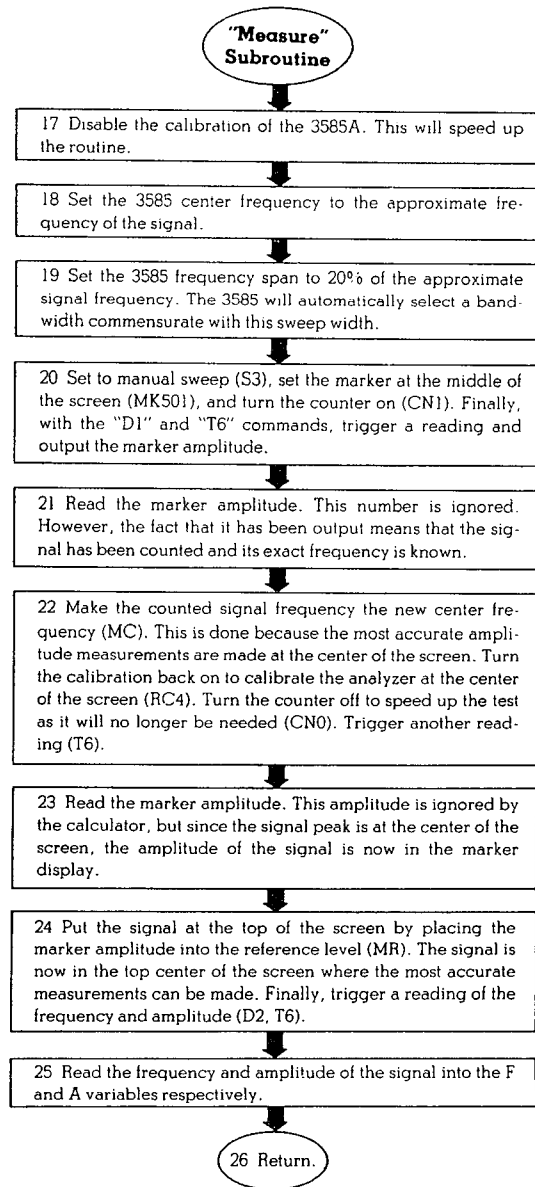 "Measure"
Subroutine
17 Disable the calibration of the 3585A. This will speed up
the routine.
18 Set the 3585 center frequency to the approximate fre-
quency of the signal.
19 Set the 3585 frequency span to 20% of the approximate
signal frequency. The 3585 will automatically select a band-
width commensurate with this sweep width.
20 Set to manual sweep (S3), set the marker at the middle of
the screen (MK501), and turn the counter on (CN1). Finally,
with the "D1" and "T6" commands, trigger a reading and
output the marker amplitude.
21 Read the marker amplitude. This number is ignored.
However, the fact that it has been output means that the sig-
nal has been counted and its exact frequency is known.
22 Make the counted signal frequency the new center fre-
quency (MC). This is done because the most accurate ampli-
tude measurements are made at the center of the screen. Turn
the calibration back on to calibrate the analyzer at the center
of the screen (RC4). Turn the counter off to speed up the test
as it will no longer be needed (CN0). Trigger another read-
ing (T6).
23 Read the marker amplitude. This amplitude is ignored by
the calculator, but since the signal peak is at the center of the
screen, the amplitude of the signal is now in the marker
display.
24 Put the signal at the top of the screen by placing the
marker amplitude into the reference level (MR). The signal is
now in the top center of the screen where the most accurate
measurements can be made. Finally, trigger a reading of the
frequency and amplitude (D2, T6).
25 Read the frequency and amplitude of the signal into the F
and A variables respectively.
26 Return.